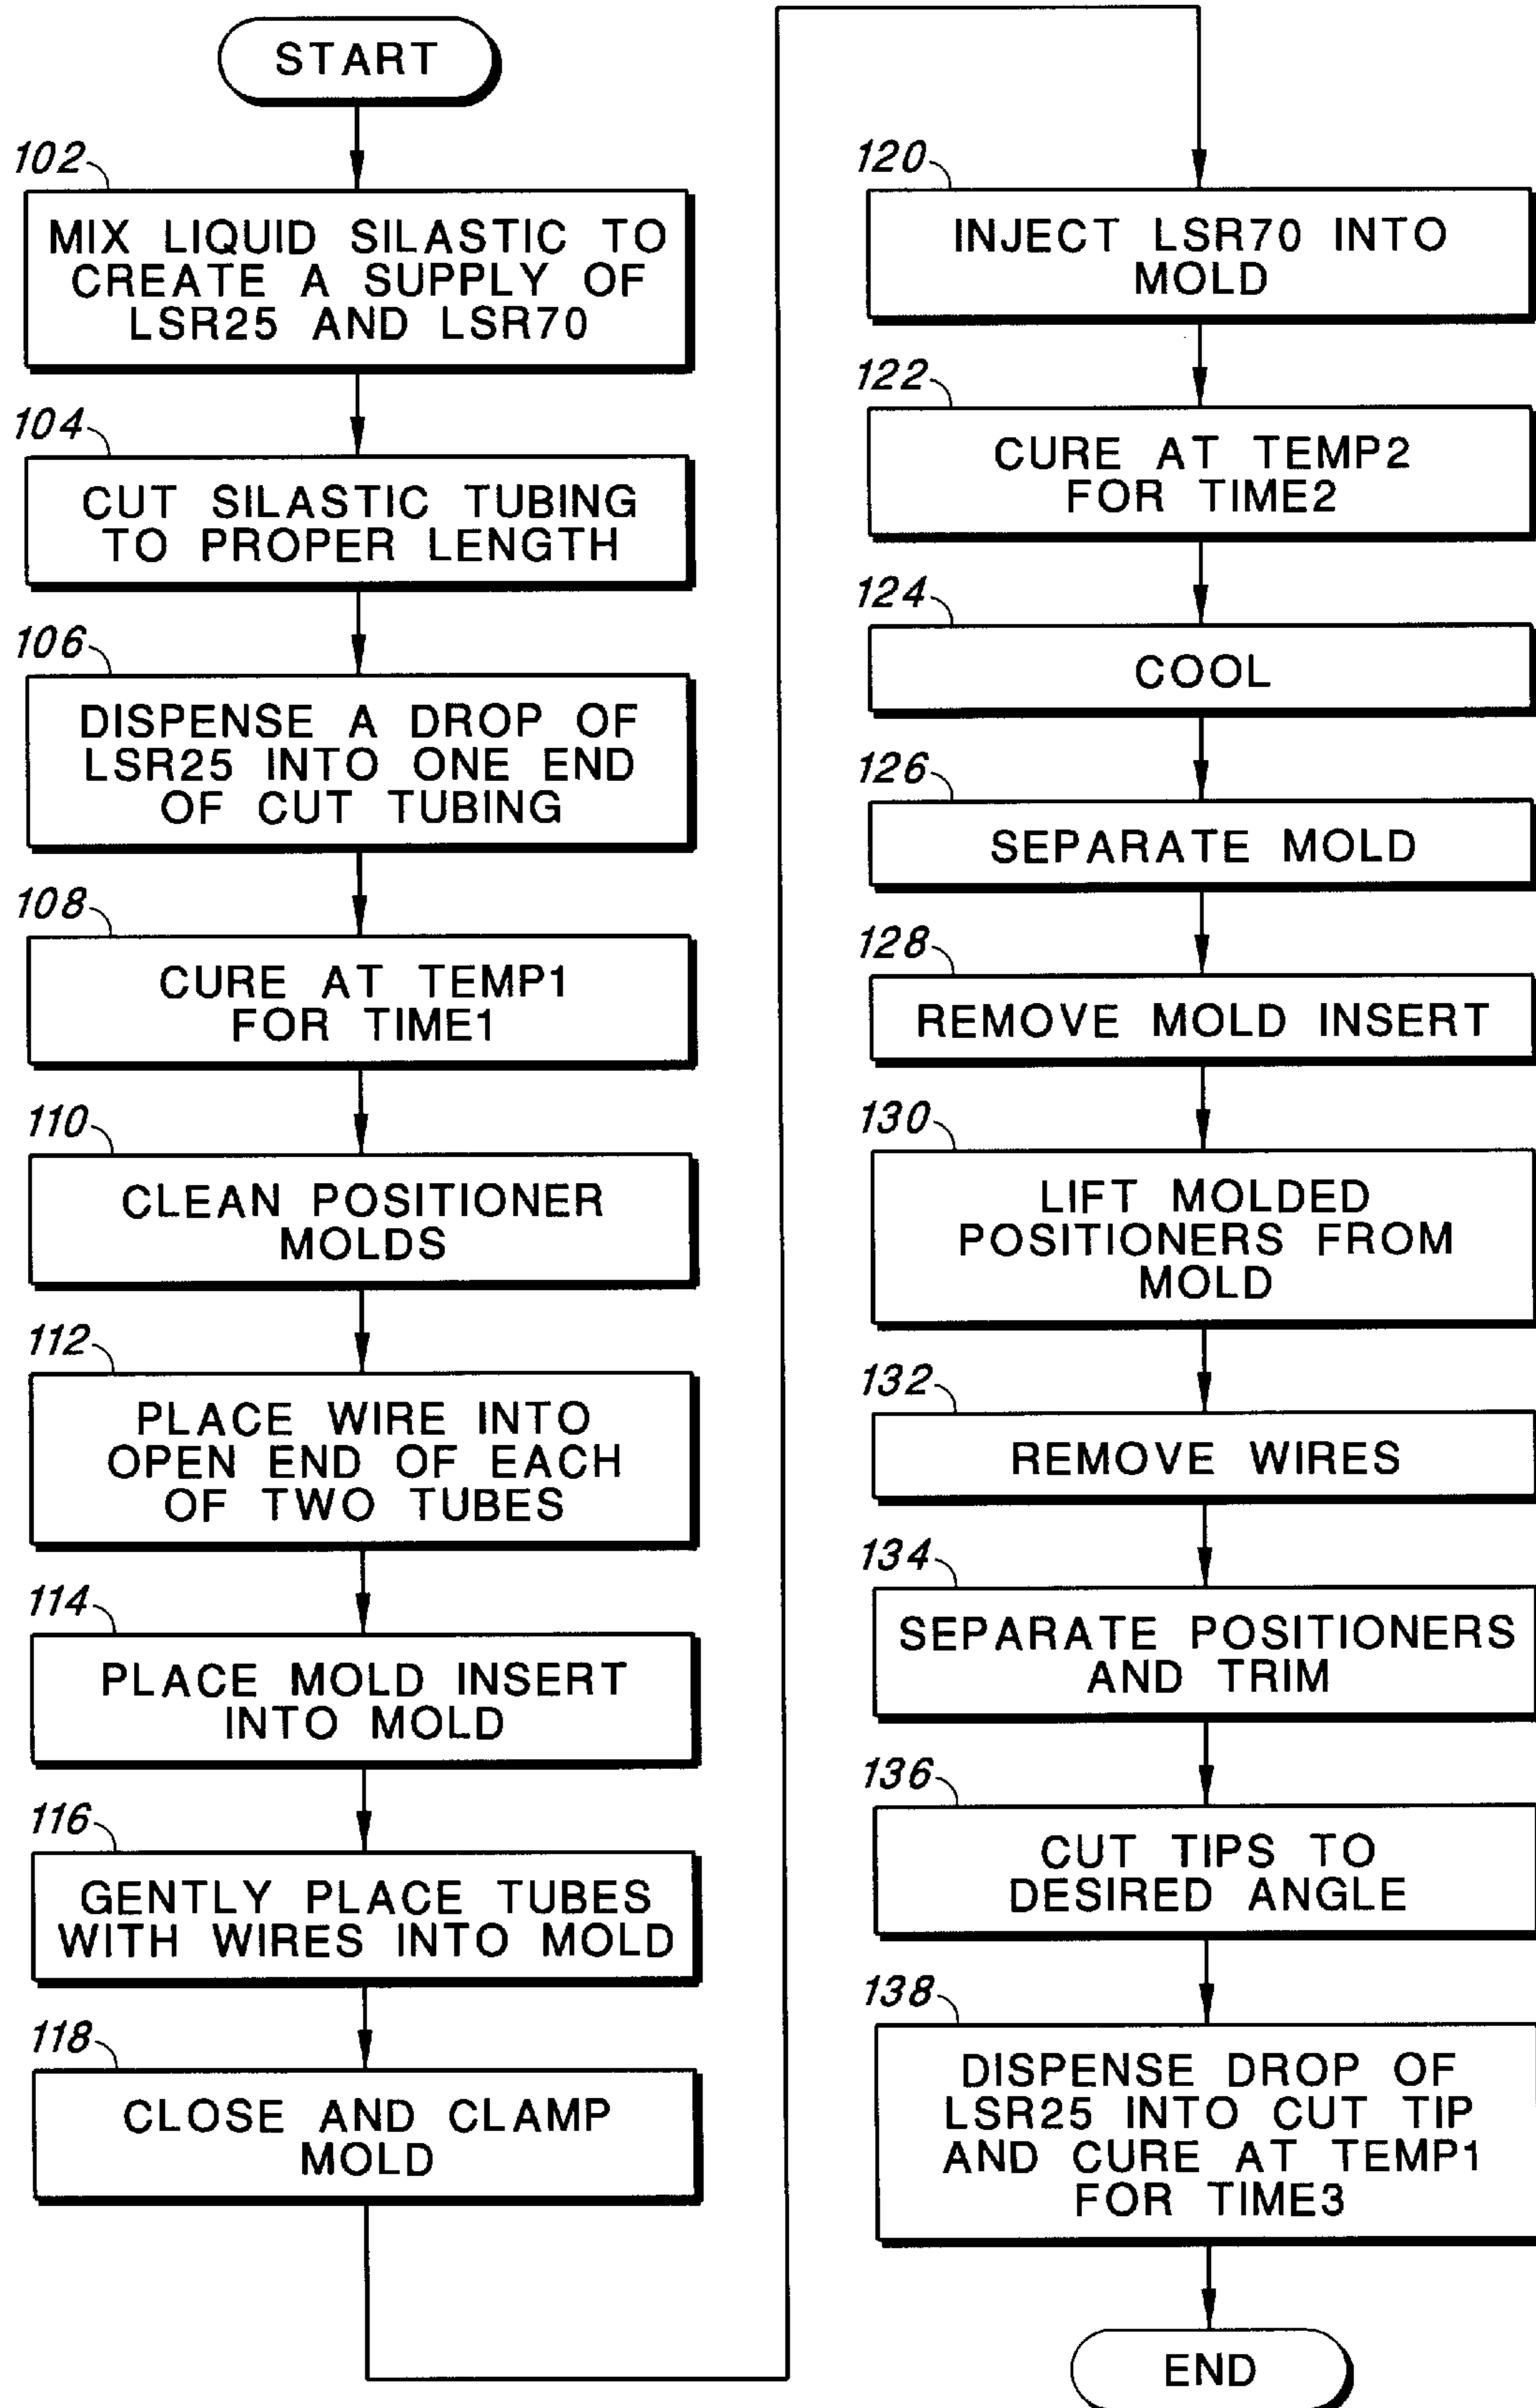 START
102
MIX LIQUID SILASTIC TO
CREATE A SUPPLY OF
LSR25 AND LSR70
104
CUT SILASTIC TUBING
TO PROPER LENGTH
106
DISPENSE A DROP OF
LSR25 INTO ONE END
OF CUT TUBING
108
CURE AT TEMP1
FOR TIME1
110
CLEAN POSITIONER
MOLDS
112
PLACE WIRE INTO
OPEN END OF EACH
OF TWO TUBES
114
PLACE MOLD INSERT
INTO MOLD
116
GENTLY PLACE TUBES
WITH WIRES INTO MOLD
118
CLOSE AND CLAMP
MOLD
120
INJECT LSR70 INTO
MOLD
122
CURE AT TEMP2
FOR TIME2
124
COOL
126
SEPARATE MOLD
128
REMOVE MOLD INSERT
130
LIFT MOLDED
POSITIONERS FROM
MOLD
132
REMOVE WIRES
134
SEPARATE POSITIONERS
AND TRIM
136
CUT TIPS TO
DESIRED ANGLE
138
DISPENSE DROP OF
LSR25 INTO CUT TIP
AND CURE AT TEMP1
FOR TIME3
END